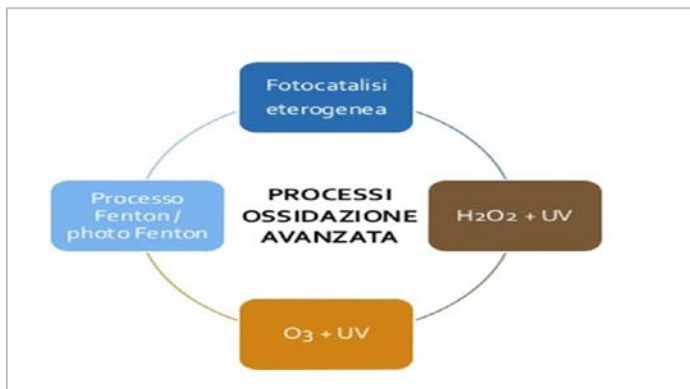 Fotocatalisi
eterogenea
Processo
Fenton /
photo Fenton
PROCESSI
OSSIDAZIONE
AVANZATA
H2O2 + UV
O3 + UV